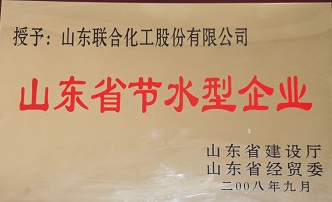 授予：山东联合化工股份有限公司
山东省节水型企业
山东省建设厅
山东省经贸委
二00八年九月